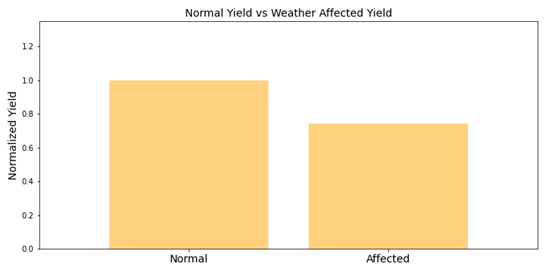 Normal Yield vs Weather Affected Yield
Normalized Yield
1.2
1.0
0.8
0.6
0.4
0.2
0.0
Normal
Affected